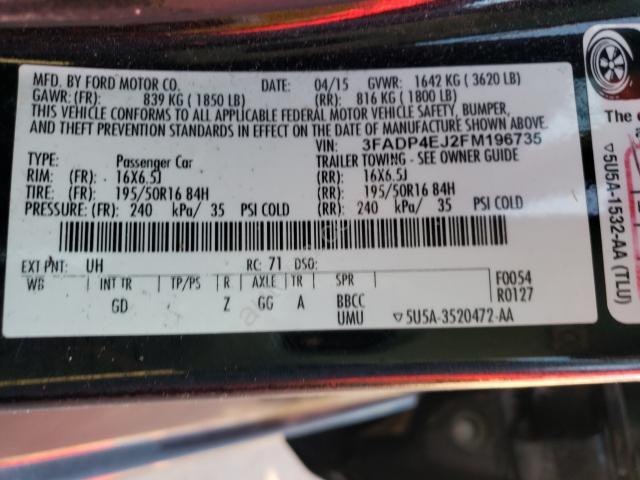 MFD. BY FORD MOTOR CO. DATE: 04/15 GVWR: 1642 KG ( 3620 LB)
GAWR: (FR): 839 KG ( 1850 LB) (RR): 816 KG ( 1800 LB)
THIS VEHICLE CONFORMS TO ALL APPLICABLE FEDERAL MOTOR VEHICLE SAFETY, BUMPER,
AND THEFT PREVENTION STANDARDS IN EFFECT ON THE DATE OF MANUFACTURE SHOWN ABOVE.
VIN: 3FADP4EJ2FM196735
TYPE: Passenger Car TRAILER TOWING - SEE OWNER GUIDE
RIM: (FR): 16X6.5J (RR): 16X6.5J
TIRE: (FR): 195/50R16 84H (RR): 195/50R16 84H
PRESSURE: (FR): 240 kPa/ 35 PSI COLD (RR): 240 kPa/ 35 PSI COLD
EXT PNT: UH RC: 71 DSO:
WB INT TR TP/PS R AXLE TR SPR F0054
GD Z GG A BBCC R0127
UMU ▽5U5A-3520472-AA
The
▽5U5A-1532-AA (TLU)